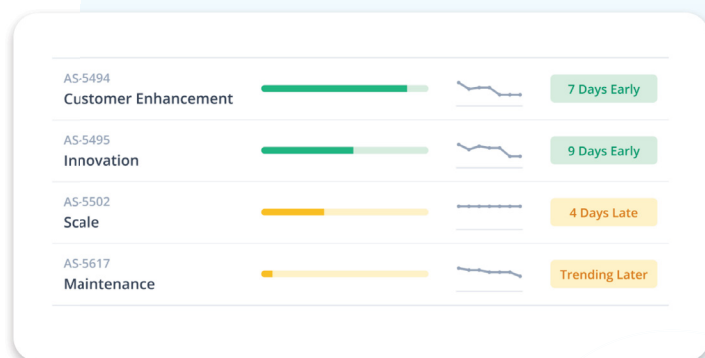 AS-5494
Customer Enhancement
7 Days Early
AS-5495
Innovation
9 Days Early
AS-5502
Scale
4 Days Late
AS-5617
Maintenance
Trending Later